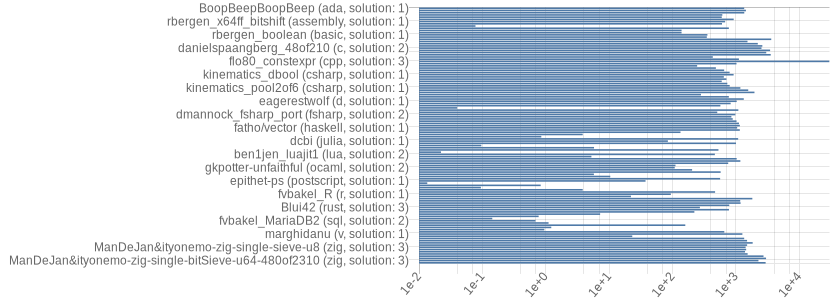 BoopBeepBoopBeep (ada, solution: 1)
rbergen_x64ff_bitshift (assembly, solution: 1)
rbergen_boolean (basic, solution: 1)
danielspaangberg_48of210 (c, solution: 2)
flo80_constexpr (cpp, solution: 3)
kinematics_dbool (csharp, solution: 1)
kinematics_pool2of6 (csharp, solution: 1)
eagerestwolf (d, solution: 1)
dmannock_fsharp_port (fsharp, solution: 2)
fatho/vector (haskell, solution: 1)
dcbi (julia, solution: 1)
ben1jen_luajit1 (lua, solution: 2)
gkpotter-unfaithful (ocaml, solution: 2)
epithet-ps (postscript, solution: 1)
fvbakel_R (r, solution: 1)
Blui42 (rust, solution: 3)
fvbakel_MariaDB2 (sql, solution: 2)
marghidanu (v, solution: 1)
ManDeJan&ityonemo-zig-single-sieve-u8 (zig, solution: 3)
ManDeJan&ityonemo-zig-single-bitSieve-u64-480of2310 (zig, solution: 3)
1e-2 1e-1 1e+0 1e+1 1e+2 1e+3 1e+4